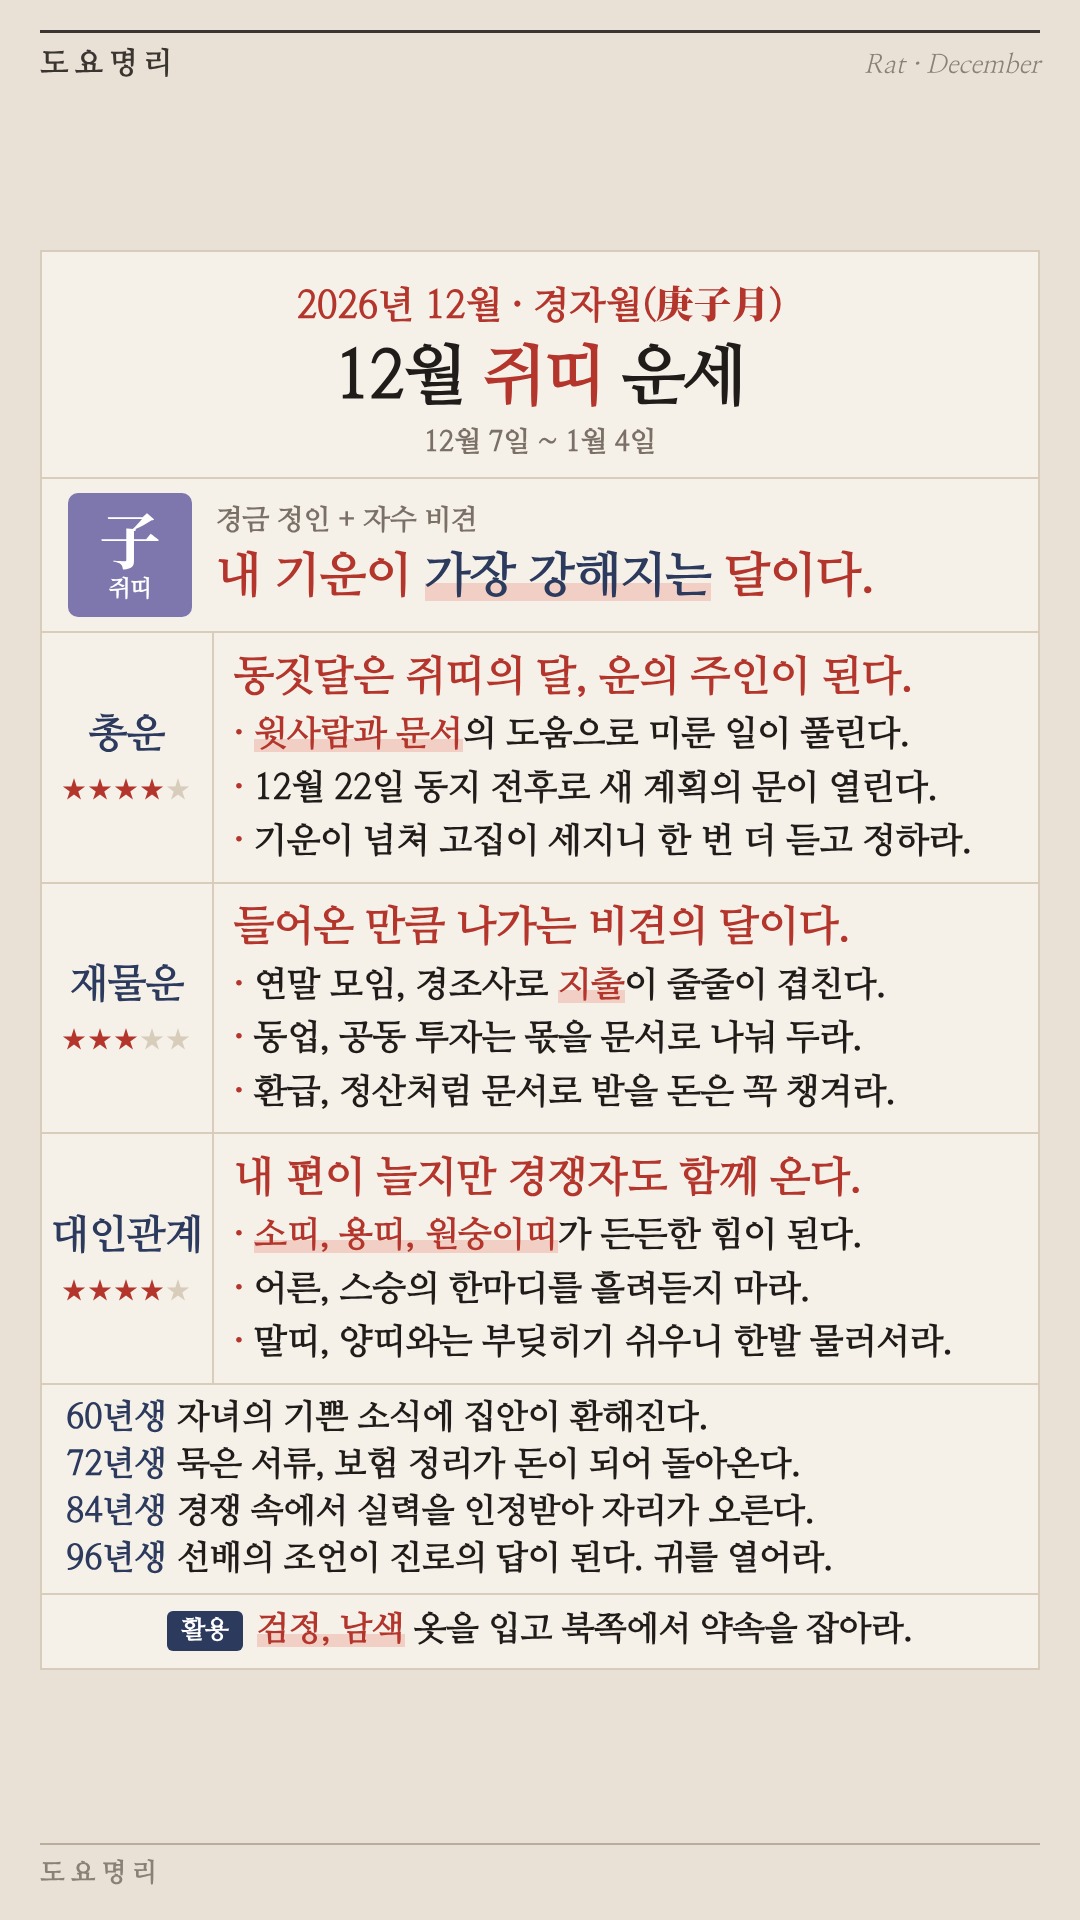 도요명리
Rat · December
2026년 12월 · 경자월(庚子月)
12월 쥐띠 운세
12월 7일 ~ 1월 4일
子
쥐띠
경금 정인 + 자수 비견
내 기운이 가장 강해지는 달이다.
총운
★★★★★
동짓달은 쥐띠의 달, 운의 주인이 된다.
· 윗사람과 문서의 도움으로 미룬 일이 풀린다.
· 12월 22일 동지 전후로 새 계획의 문이 열린다.
· 기운이 넘쳐 고집이 세지니 한 번 더 듣고 정하라.
재물운
★★★★★
들어온 만큼 나가는 비견의 달이다.
· 연말 모임, 경조사로 지출이 줄줄이 겹친다.
· 동업, 공동 투자는 몫을 문서로 나눠 두라.
· 환급, 정산처럼 문서로 받을 돈은 꼭 챙겨라.
대인관계
★★★★★
내 편이 늘지만 경쟁자도 함께 온다.
· 소띠, 용띠, 원숭이띠가 든든한 힘이 된다.
· 어른, 스승의 한마디를 흘려듣지 마라.
· 말띠, 양띠와는 부딪히기 쉬우니 한발 물러서라.
60년생 자녀의 기쁜 소식에 집안이 환해진다.
72년생 묵은 서류, 보험 정리가 돈이 되어 돌아온다.
84년생 경쟁 속에서 실력을 인정받아 자리가 오른다.
96년생 선배의 조언이 진로의 답이 된다. 귀를 열어라.
활용 검정, 남색 옷을 입고 북쪽에서 약속을 잡아라.
도요명리